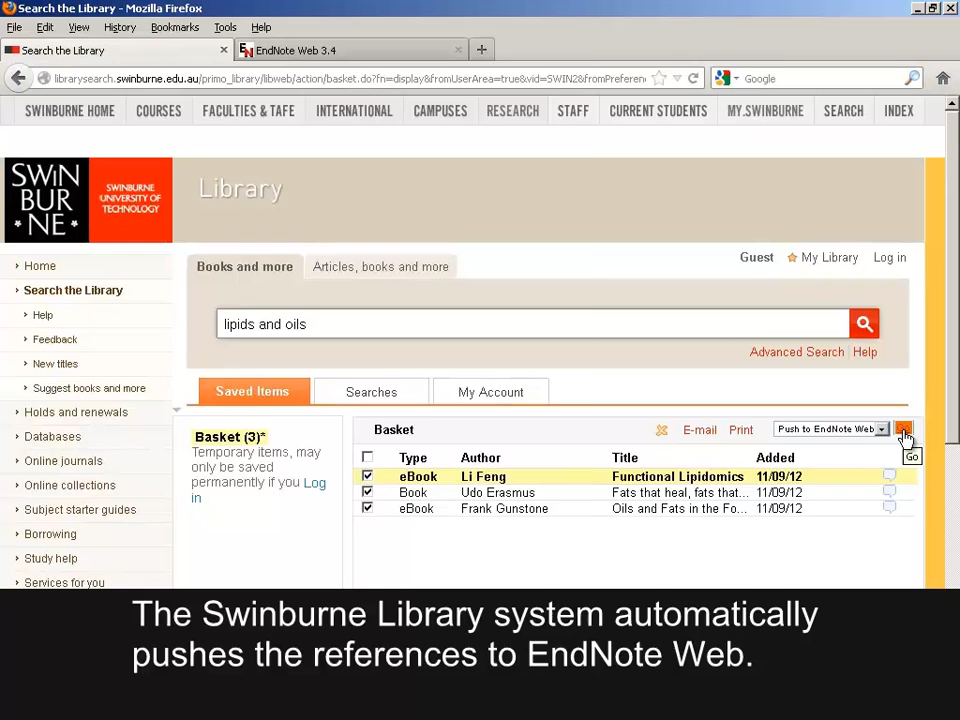 Search the Library - Mozilla Firefox
File Edit View History Bookmarks Tools Help
Search the Library × EndNote Web 3.4 × +
librarysearch.swinburne.edu.au/primo_library/libweb/action/basket.do?fn=display&fromUserArea=true&vid=SWIN2&fromPreferen Google
SWINBURNE HOME COURSES FACULTIES & TAFE INTERNATIONAL CAMPUSES RESEARCH STAFF CURRENT STUDENTS MY.SWINBURNE SEARCH INDEX
SWIN
BUR
* NE *
SWINBURNE
UNIVERSITY OF
TECHNOLOGY
Library
Home
Search the Library
Help
Feedback
New titles
Suggest books and more
Holds and renewals
Databases
Online journals
Online collections
Subject starter guides
Borrowing
Study help
Services for you
Books and more Articles, books and more
Guest My Library Log in
lipids and oils
Advanced Search Help
Saved Items Searches My Account
Basket (3)*
Temporary items, may
only be saved
permanently if you Log
in
Basket E-mail Print Push to EndNote Web
Go
Type Author Title Added
eBook Li Feng Functional Lipidomics 11/09/12
Book Udo Erasmus Fats that heal, fats that... 11/09/12
eBook Frank Gunstone Oils and Fats in the Fo... 11/09/12
The Swinburne Library system automatically
pushes the references to EndNote Web.